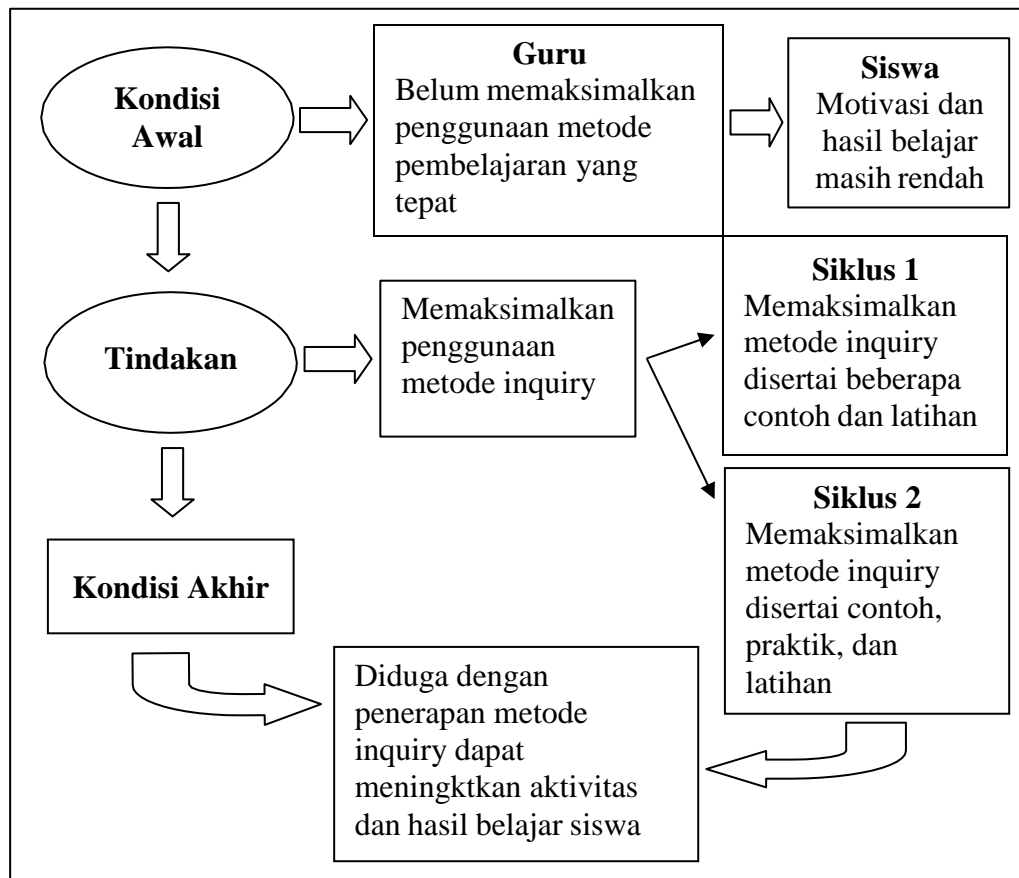 Kondisi
Awal
Guru
Belum memaksimalkan
penggunaan metode
pembelajaran yang
tepat
Siswa
Motivasi dan
hasil belajar
masih rendah
Tindakan
Memaksimalkan
penggunaan
metode inquiry
Siklus 1
Memaksimalkan
metode inquiry
disertai beberapa
contoh dan latihan
Siklus 2
Memaksimalkan
metode inquiry
disertai contoh,
praktik, dan
latihan
Kondisi Akhir
Diduga dengan
penerapan metode
inquiry dapat
meningktkan aktivitas
dan hasil belajar siswa